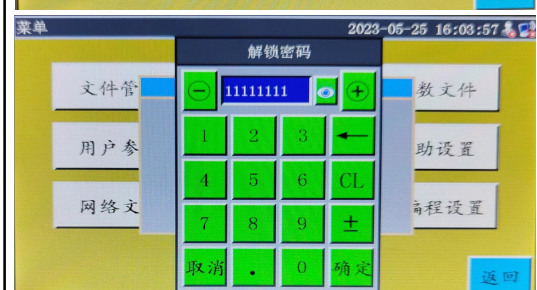 菜单 2023-05-25 16:03:57
解锁密码
11111111
文件管 数文件
1 2 3 ←
用户参 助设置
4 5 6 CL
网络文 编程设置
7 8 9 ±
取消 . 0 确定
返回